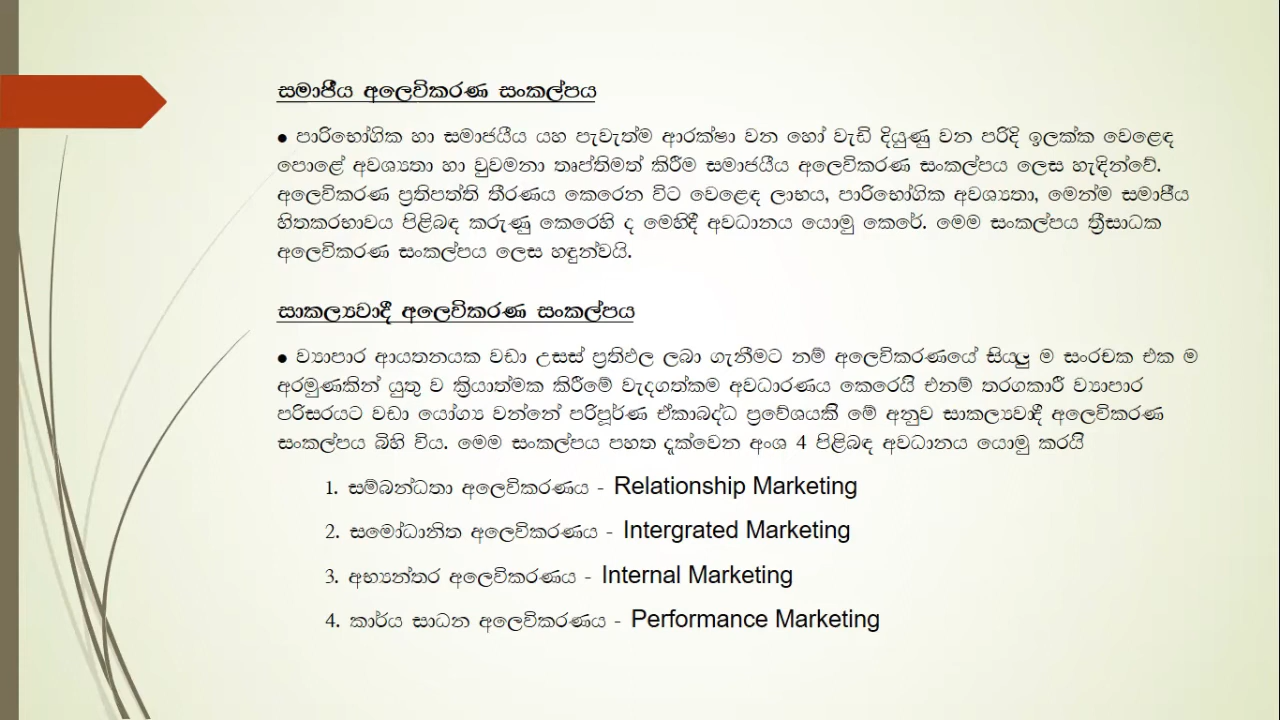 සමාජීය අලෙවිකරණ සංකල්පය
● පාරිභෝගික හා සමාජයීය යහ පැවැත්ම ආරක්ෂා වන හෝ වැඩි දියුණු වන පරිදි ඉලක්ක වෙළෙඳ
පොළේ අවශ්‍යතා හා වුවමනා තෘප්තිමත් කිරීම සමාජයීය අලෙවිකරණ සංකල්පය ලෙස හැඳින්වේ.
අලෙවිකරණ ප්‍රතිපත්ති තීරණය කෙරෙන විට වෙළෙඳ ලාභය, පාරිභෝගික අවශ්‍යතා, මෙන්ම සමාජීය
හිතකරභාවය පිළිබඳ කරුණු කෙරෙහි ද මෙහිදී අවධානය යොමු කෙරේ. මෙම සංකල්පය ත්‍රීසාධක
අලෙවිකරණ සංකල්පය ලෙස හඳුන්වයි.
සාකල්‍යවාදී අලෙවිකරණ සංකල්පය
● ව්‍යාපාර ආයතනයක වඩා උසස් ප්‍රතිඵල ලබා ගැනීමට නම් අලෙවිකරණයේ සියලු ම සංරචක එක ම
අරමුණකින් යුතු ව ක්‍රියාත්මක කිරීමේ වැදගත්කම අවධාරණය කෙරෙයි එනම් තරගකාරී ව්‍යාපාර
පරිසරයට වඩා යෝග්‍ය වන්නේ පරිපූර්ණ ඒකාබද්ධ ප්‍රවේශයකි මේ අනුව සාකල්‍යවාදී අලෙවිකරණ
සංකල්පය බිහි විය. මෙම සංකල්පය පහත දැක්වෙන අංශ 4 පිළිබඳ අවධානය යොමු කරයි
1. සම්බන්ධතා අලෙවිකරණය - Relationship Marketing
2. සමෝධානිත අලෙවිකරණය - Intergrated Marketing
3. අභ්‍යන්තර අලෙවිකරණය - Internal Marketing
4. කාර්ය සාධන අලෙවිකරණය - Performance Marketing